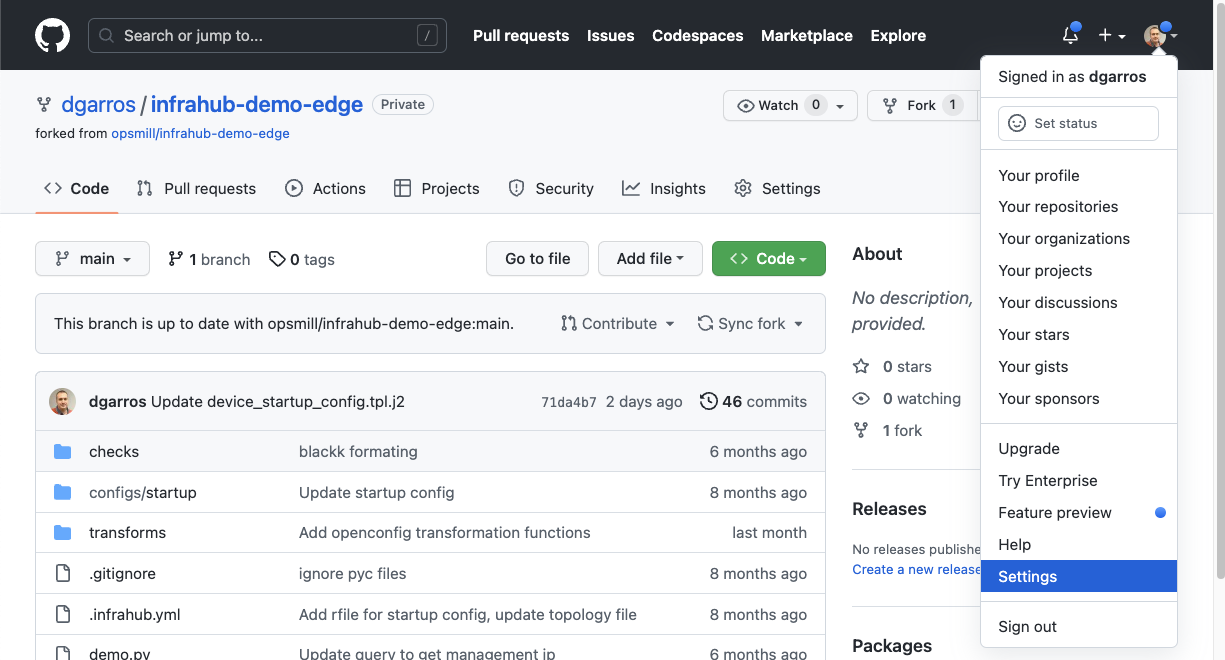 Search or jump to... /
Pull requests Issues Codespaces Marketplace Explore
Signed in as dgarros
Set status
Your profile
Your repositories
Your organizations
Your projects
Your discussions
Your stars
Your gists
Your sponsors
Upgrade
Try Enterprise
Feature preview
Help
Settings
Sign out
dgarros / infrahub-demo-edge Private
forked from opsmill/infrahub-demo-edge
Watch 0
Fork 1
Code Pull requests Actions Projects Security Insights Settings
main 1 branch 0 tags
Go to file Add file Code
This branch is up to date with opsmill/infrahub-demo-edge:main.
Contribute Sync fork
dgarros Update device_startup_config.tpl.j2 71da4b7 2 days ago 46 commits
checks blackk formating 6 months ago
configs/startup Update startup config 8 months ago
transforms Add openconfig transformation functions last month
.gitignore ignore pyc files 8 months ago
.infrahub.yml Add rfile for startup config, update topology file 8 months ago
demo.py Update query to get management ip 6 months ago
About
No description,
provided.
0 stars
0 watching
1 fork
Releases
No releases publishe
Create a new release
Packages